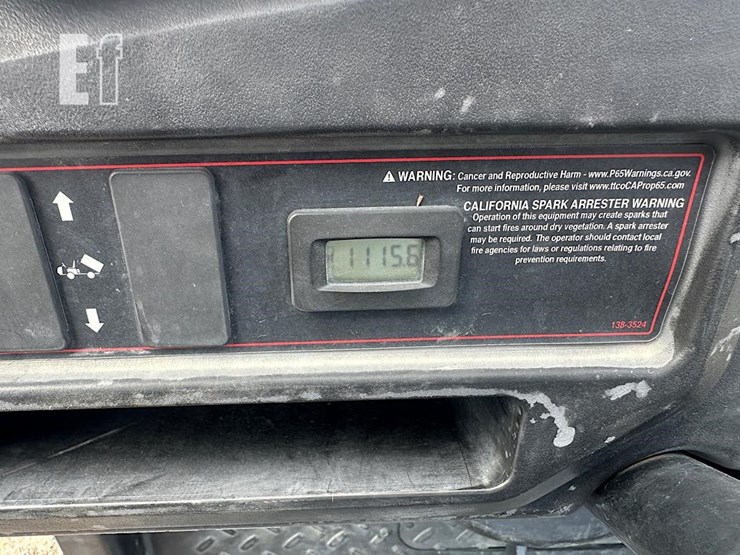 Ef
WARNING: Cancer and Reproductive Harm - www.P65Warnings.ca.gov.
For more information, please visit www.ttcoCAProp65.com
CALIFORNIA SPARK ARRESTER WARNING
Operation of this equipment may create sparks that
can start fires around dry vegetation. A spark arrester
may be required. The operator should contact local
fire agencies for laws or regulations relating to fire
prevention requirements.
1115.6
138-3524